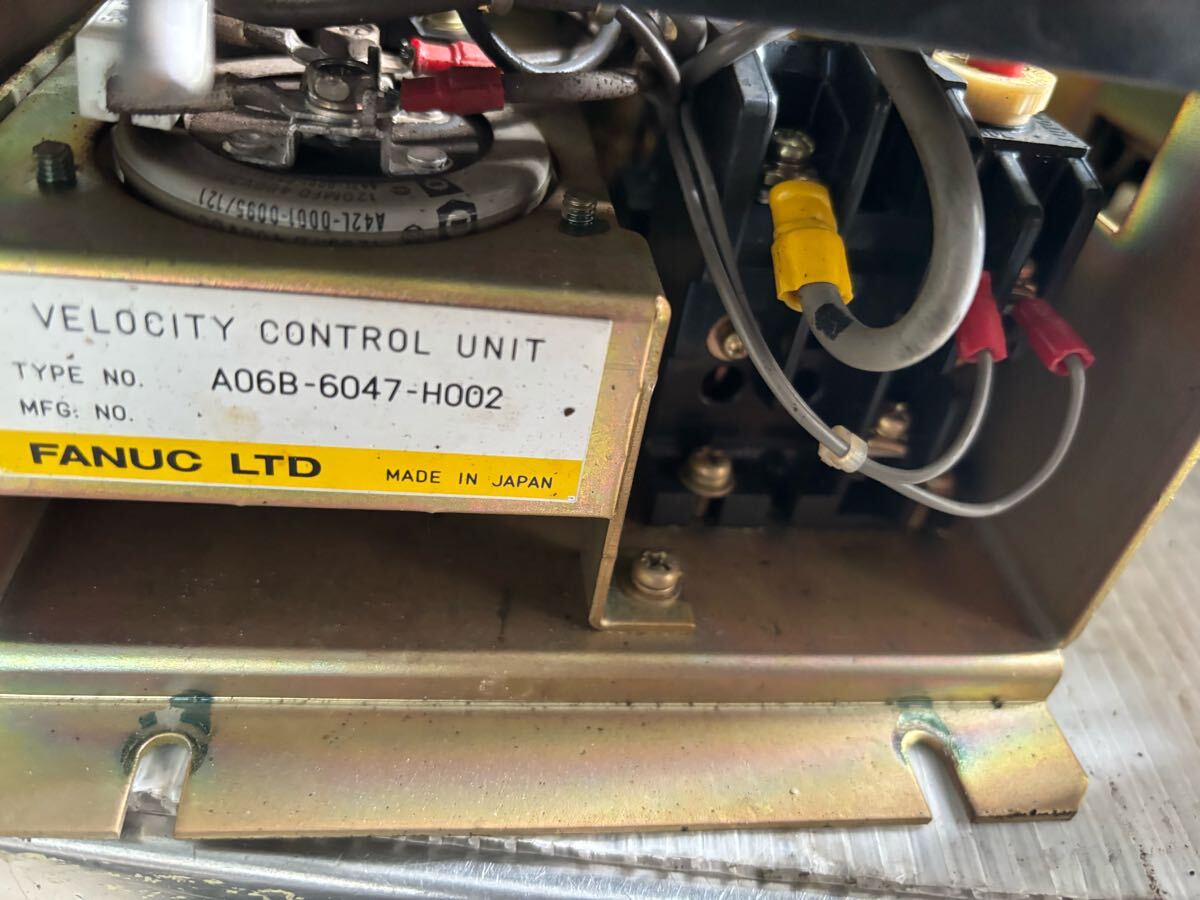 A42L-0001-0095/121
VELOCITY CONTROL UNIT
TYPE NO. A06B-6047-H002
MFG. NO.
FANUC LTD MADE IN JAPAN